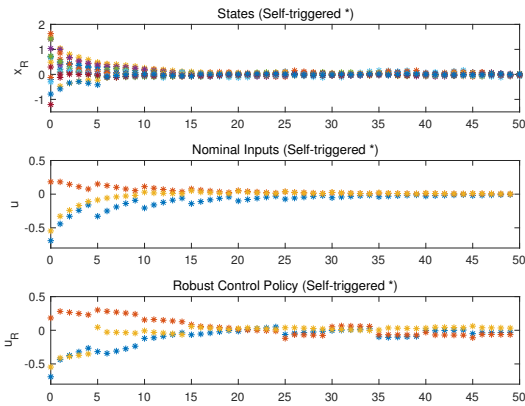 States (Self-triggered *)
x_R
2
1
0
-1
0 5 10 15 20 25 30 35 40 45 50
Nominal Inputs (Self-triggered *)
u
0.5
0
-0.5
0 5 10 15 20 25 30 35 40 45 50
Robust Control Policy (Self-triggered *)
u_R
0.5
0
-0.5
0 5 10 15 20 25 30 35 40 45 50